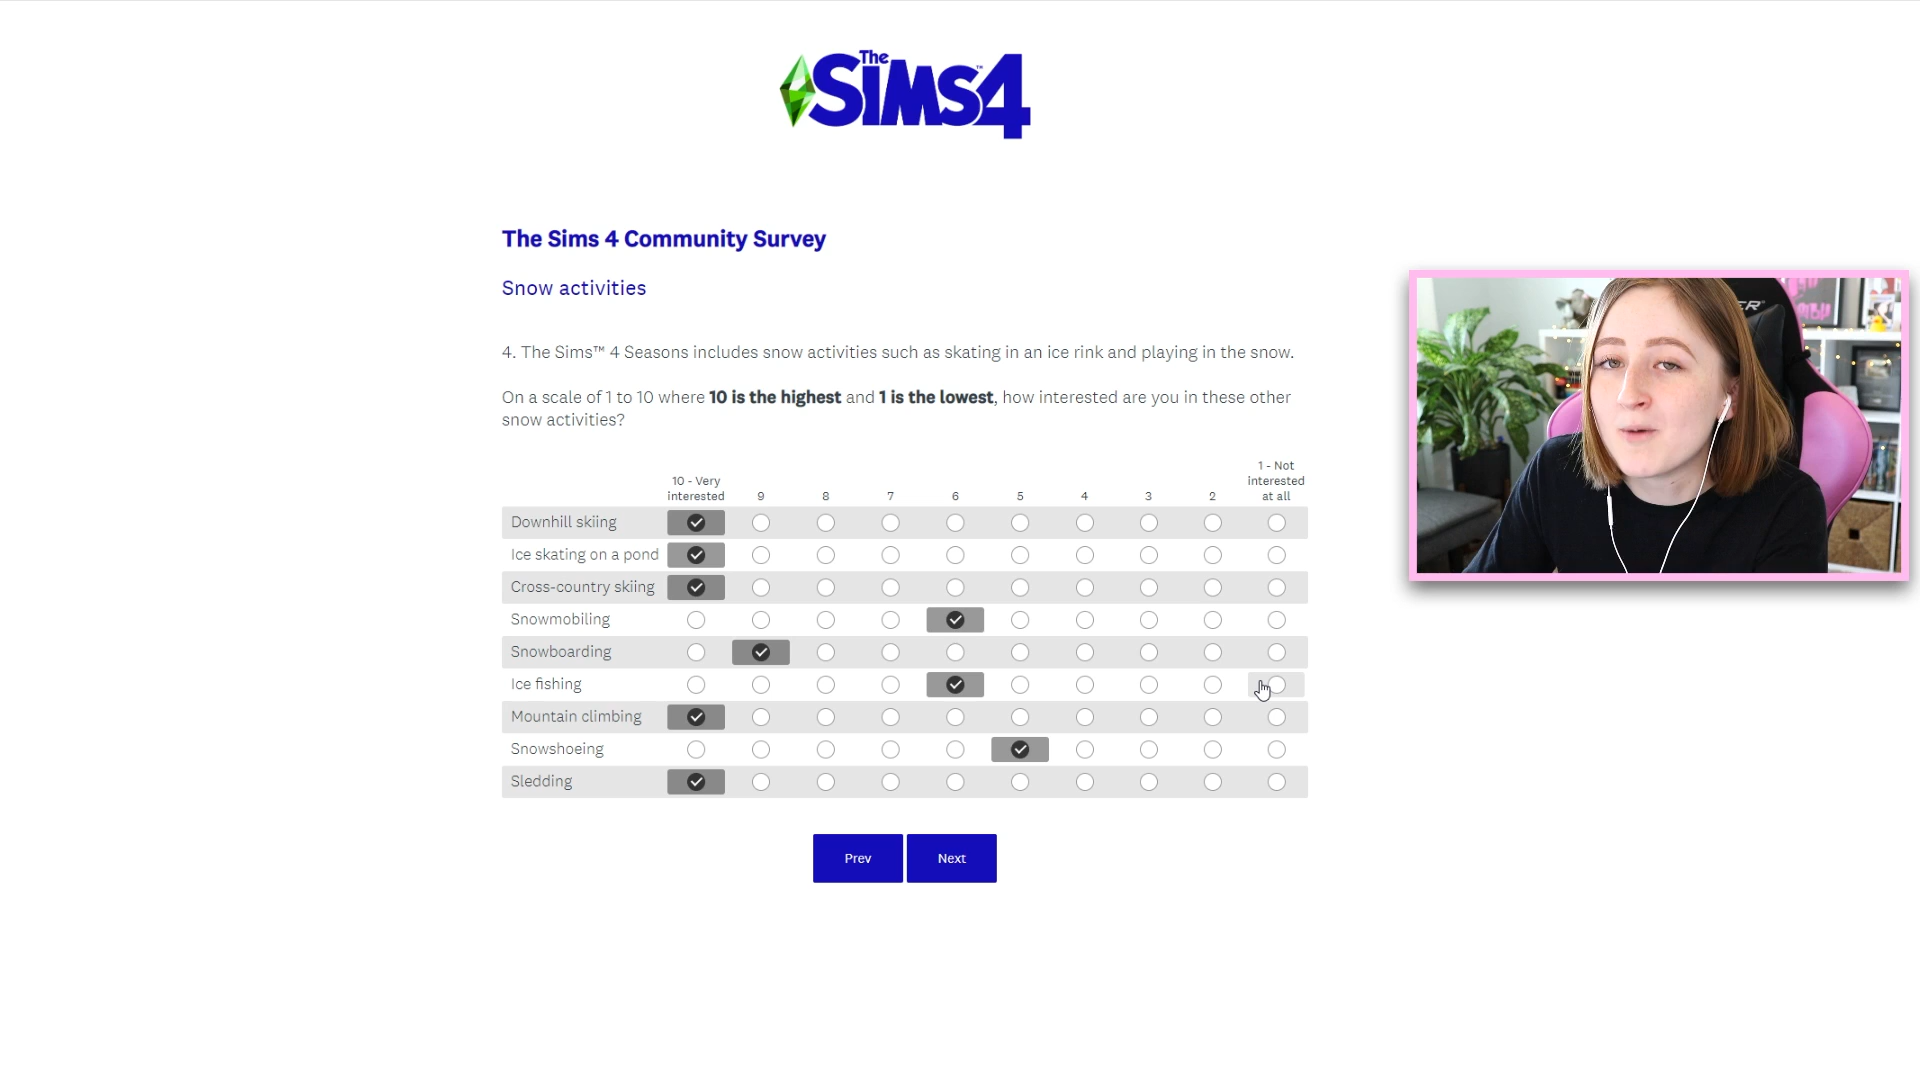 The
SiMS4
™
The Sims 4 Community Survey
Snow activities
4. The Sims™ 4 Seasons includes snow activities such as skating in an ice rink and playing in the snow.
On a scale of 1 to 10 where 10 is the highest and 1 is the lowest, how interested are you in these other
snow activities?
10 - Very
interested
9
8
7
6
5
4
3
2
1 - Not
interested
at all
Downhill skiing
Ice skating on a pond
Cross-country skiing
Snowmobiling
Snowboarding
Ice fishing
Mountain climbing
Snowshoeing
Sledding
Prev
Next